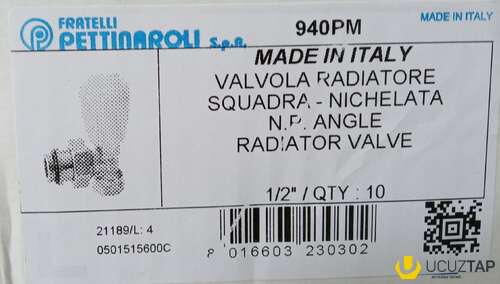 FRATELLI
PETTINAROLI S.p.A.
940PM
MADE IN ITALY
MADE IN ITALY
VALVOLA RADIATORE
SQUADRA - NICHELATA
N.P. ANGLE
RADIATOR VALVE
1/2" / QTY : 10
21189/L: 4
0501515600C
8 016603 230302
UCUZTAP